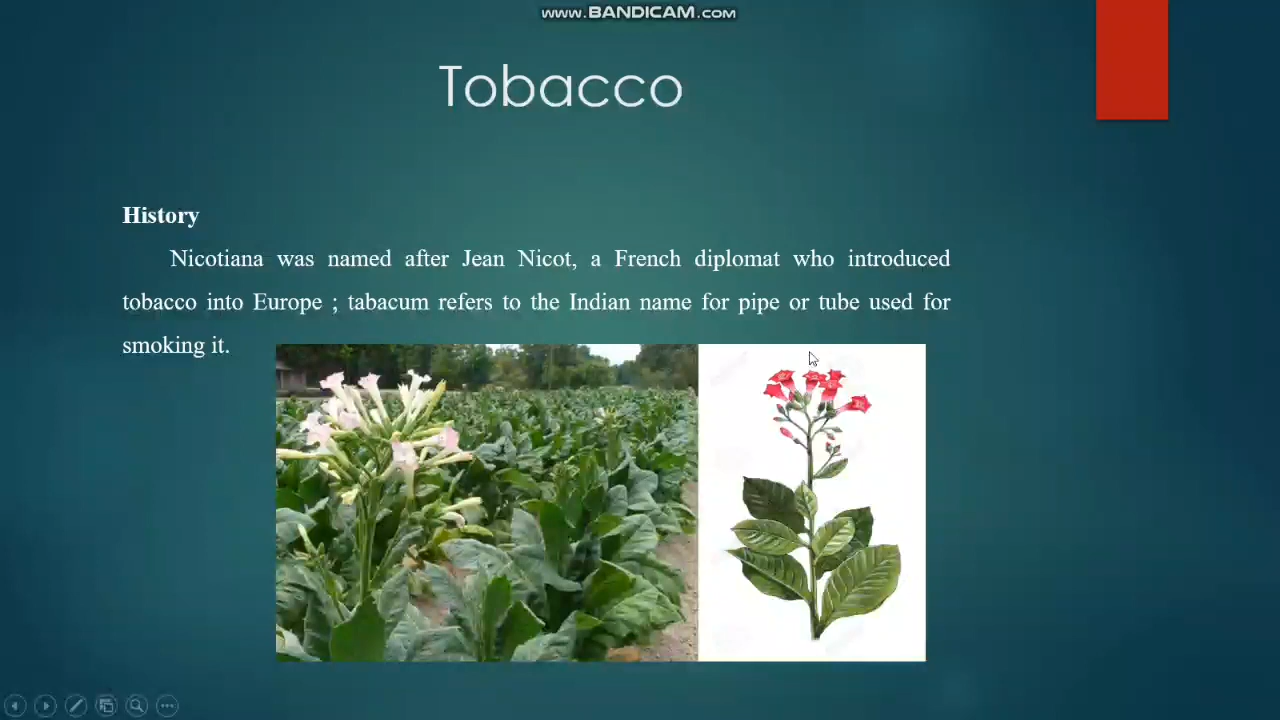 www.BANDICAM.com
Tobacco
History
Nicotiana was named after Jean Nicot, a French diplomat who introduced
tobacco into Europe ; tabacum refers to the Indian name for pipe or tube used for
smoking it.